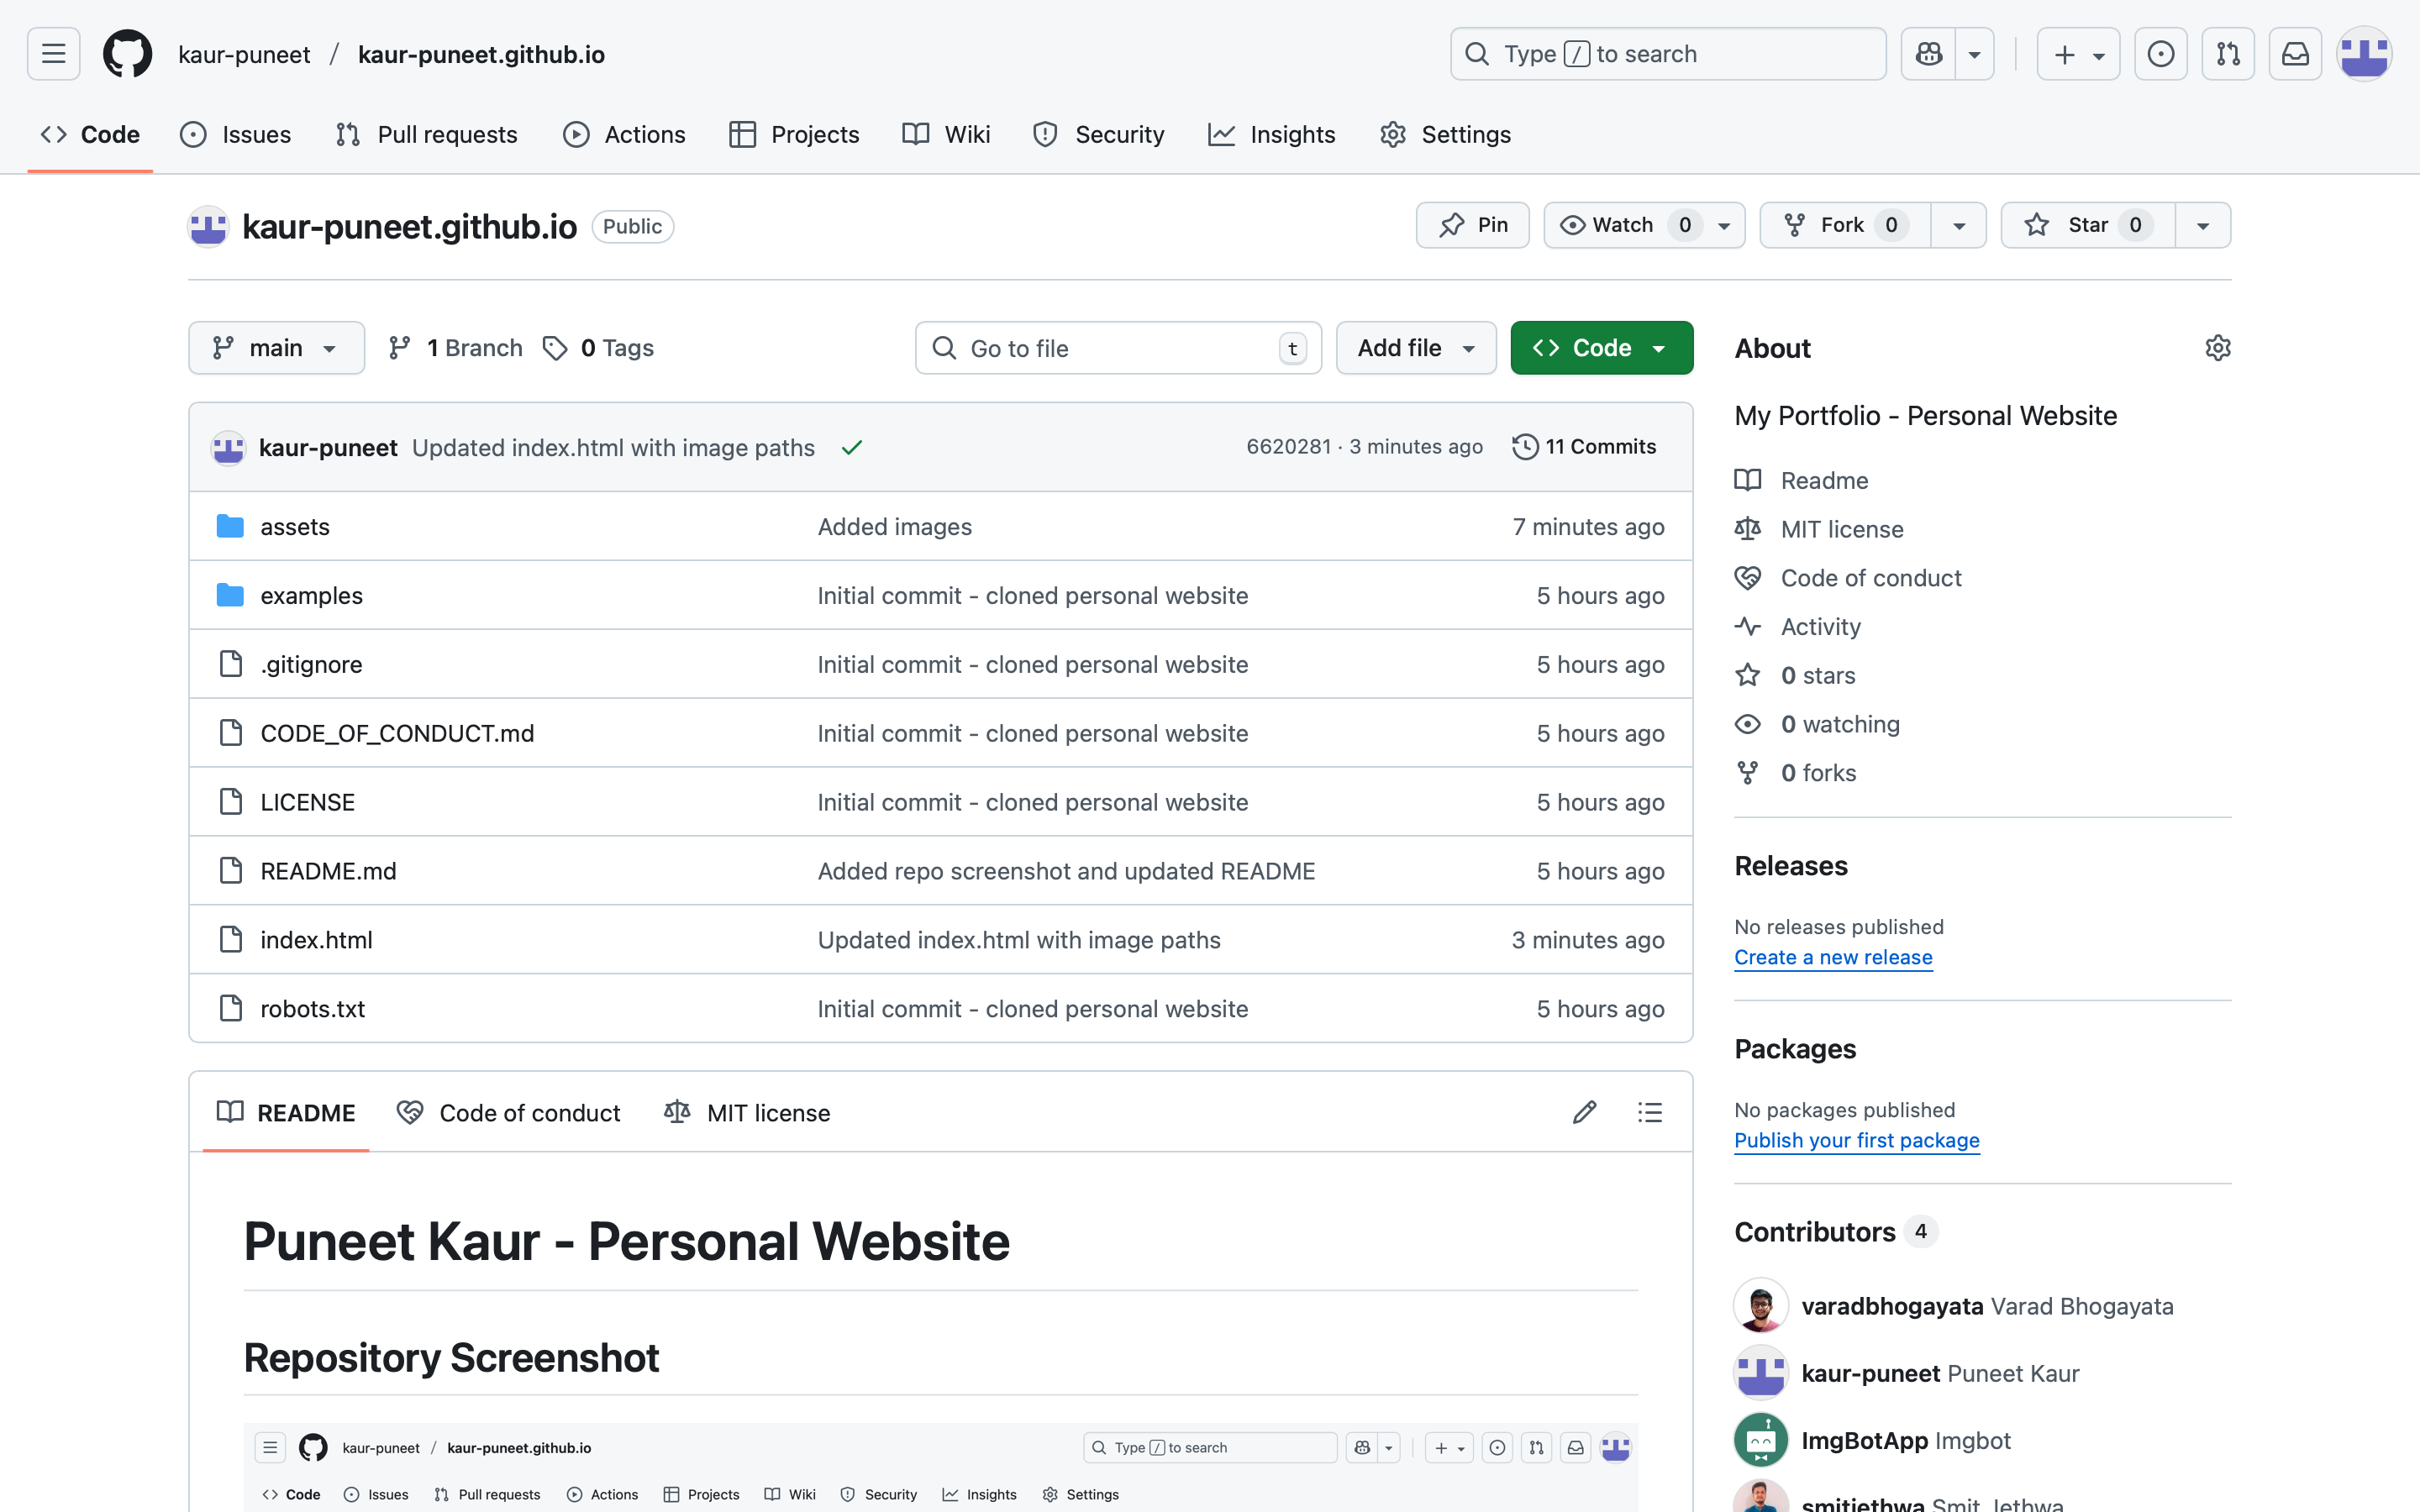 kaur-puneet / kaur-puneet.github.io
Type / to search
Code Issues Pull requests Actions Projects Wiki Security Insights Settings
kaur-puneet.github.io Public
Pin Watch 0 Fork 0 Star 0
main 1 Branch 0 Tags Go to file t Add file Code
kaur-puneet Updated index.html with image paths 6620281 · 3 minutes ago 11 Commits
assets Added images 7 minutes ago
examples Initial commit - cloned personal website 5 hours ago
.gitignore Initial commit - cloned personal website 5 hours ago
CODE_OF_CONDUCT.md Initial commit - cloned personal website 5 hours ago
LICENSE Initial commit - cloned personal website 5 hours ago
README.md Added repo screenshot and updated README 5 hours ago
index.html Updated index.html with image paths 3 minutes ago
robots.txt Initial commit - cloned personal website 5 hours ago
README Code of conduct MIT license
Puneet Kaur - Personal Website
Repository Screenshot
kaur-puneet / kaur-puneet.github.io Type / to search
Code Issues Pull requests Actions Projects Wiki Security Insights Settings
About
My Portfolio - Personal Website
Readme
MIT license
Code of conduct
Activity
0 stars
0 watching
0 forks
Releases
No releases published
Create a new release
Packages
No packages published
Publish your first package
Contributors 4
varadbhogayata Varad Bhogayata
kaur-puneet Puneet Kaur
ImgBotApp Imgbot
smitjethwa Smit Jethwa